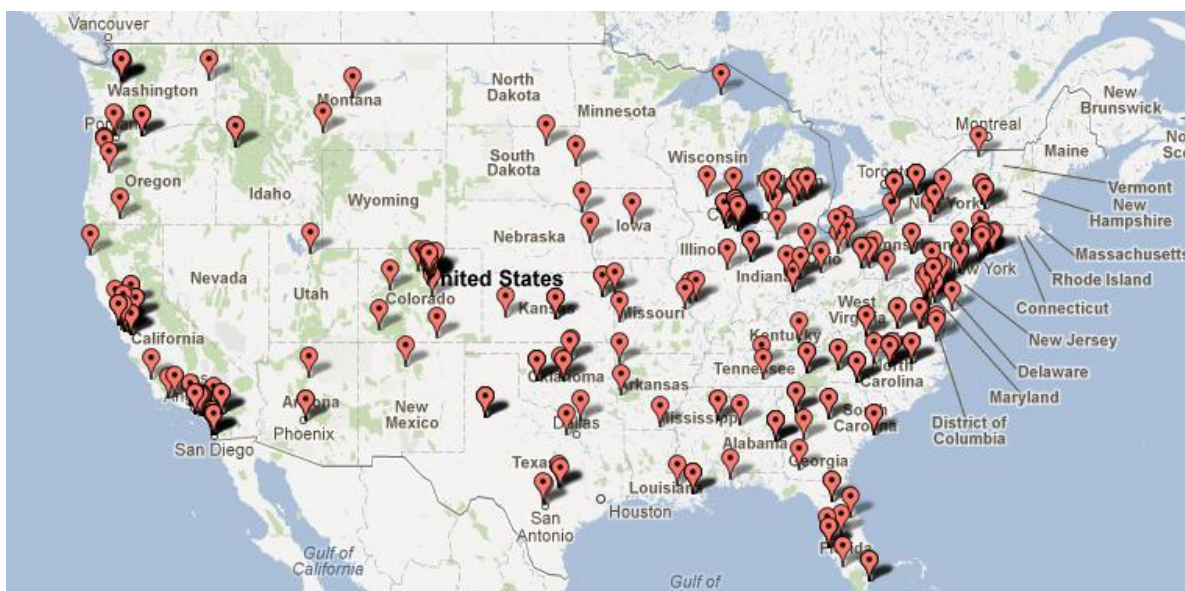 Vancouver
Washington
Montana
North
Dakota
Minnesota
Montreal
New
Brunswick
Maine
Oregon
Idaho
Wyoming
South
Dakota
Wisconsin
Toronto
Vermont
New
Hampshire
Massachusetts
Rhode Island
Connecticut
New Jersey
Delaware
Maryland
District of
Columbia
Nevada
Utah
Colorado
United States
Nebraska
Iowa
Illinois
Indiana
New York
California
Kansas
Missouri
West
Virginia
Kentucky
Tennessee
North
Carolina
Arizona
Phoenix
New
Mexico
Oklahoma
Arkansas
Mississippi
Alabama
South
Carolina
Georgia
San Diego
Dallas
Texas
Louisiana
Houston
San
Antonio
Florida
Gulf of
California
Gulf of